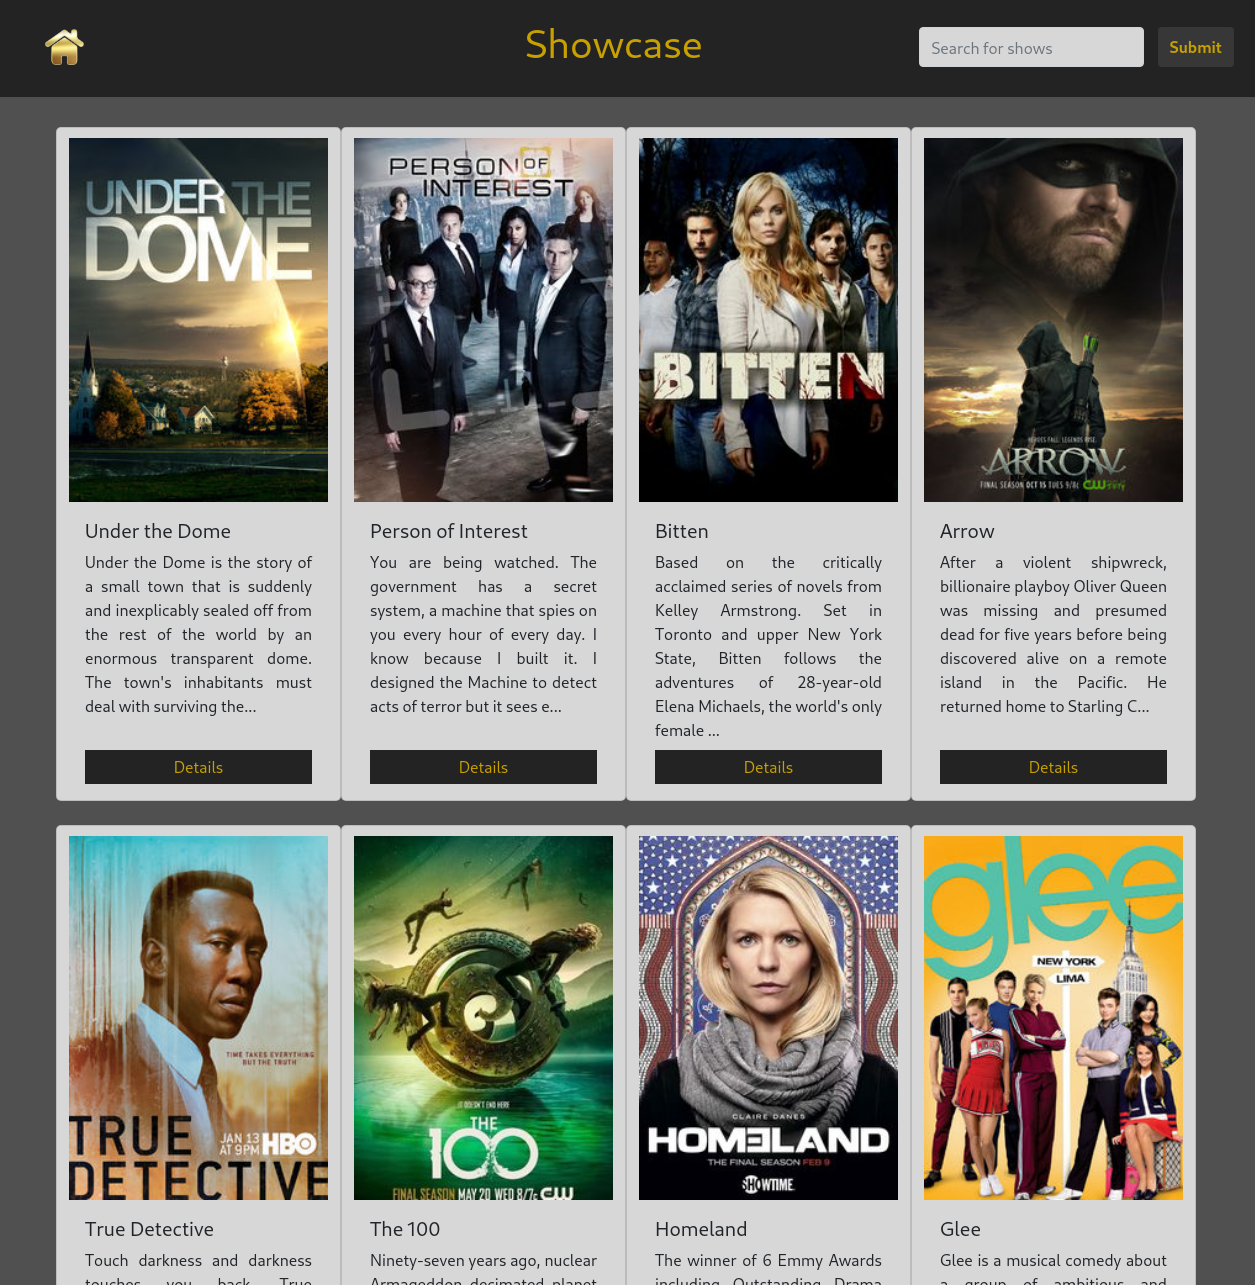 Showcase
Search for shows
Submit
UNDER THE
DOME
PERSON OF
INTEREST
BITTEN
HEROES FALL. LEGENDS RISE.
ARROW
FINAL SEASON OCT 15 TUES 9/8c CW
Under the Dome
Under the Dome is the story of
a small town that is suddenly
and inexplicably sealed off from
the rest of the world by an
enormous transparent dome.
The town's inhabitants must
deal with surviving the...
Details
Person of Interest
You are being watched. The
government has a secret
system, a machine that spies on
you every hour of every day. I
know because I built it. I
designed the Machine to detect
acts of terror but it sees e...
Details
Bitten
Based on the critically
acclaimed series of novels from
Kelley Armstrong. Set in
Toronto and upper New York
State, Bitten follows the
adventures of 28-year-old
Elena Michaels, the world's only
female ...
Details
Arrow
After a violent shipwreck,
billionaire playboy Oliver Queen
was missing and presumed
dead for five years before being
discovered alive on a remote
island in the Pacific. He
returned home to Starling C...
Details
TIME TAKES EVERYTHING
BUT THE TRUTH
JAN 13
AT 9PM HBO
TRUE
DETECTIVE
IT DOESN'T END HERE
THE
100
FINAL SEASON MAY 20 WED 8/7c CW
CLAIRE DANES
HOMELAND
THE FINAL SEASON FEB 9
SHOWTIME
glee
NEW YORK
LIMA
True Detective
Touch darkness and darkness
touches you back. True
The 100
Ninety-seven years ago, nuclear
Armageddon decimated planet
Homeland
The winner of 6 Emmy Awards
including Outstanding Drama
Glee
Glee is a musical comedy about
a group of ambitious and